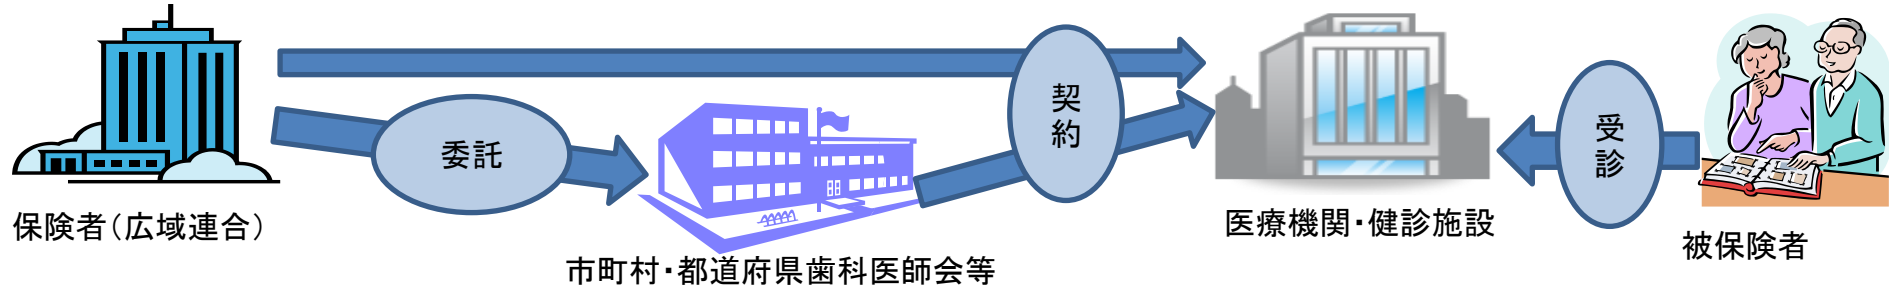 保険者（広域連合）
委託
市町村・都道府県歯科医師会等
契約
医療機関・健診施設
受診
被保険者